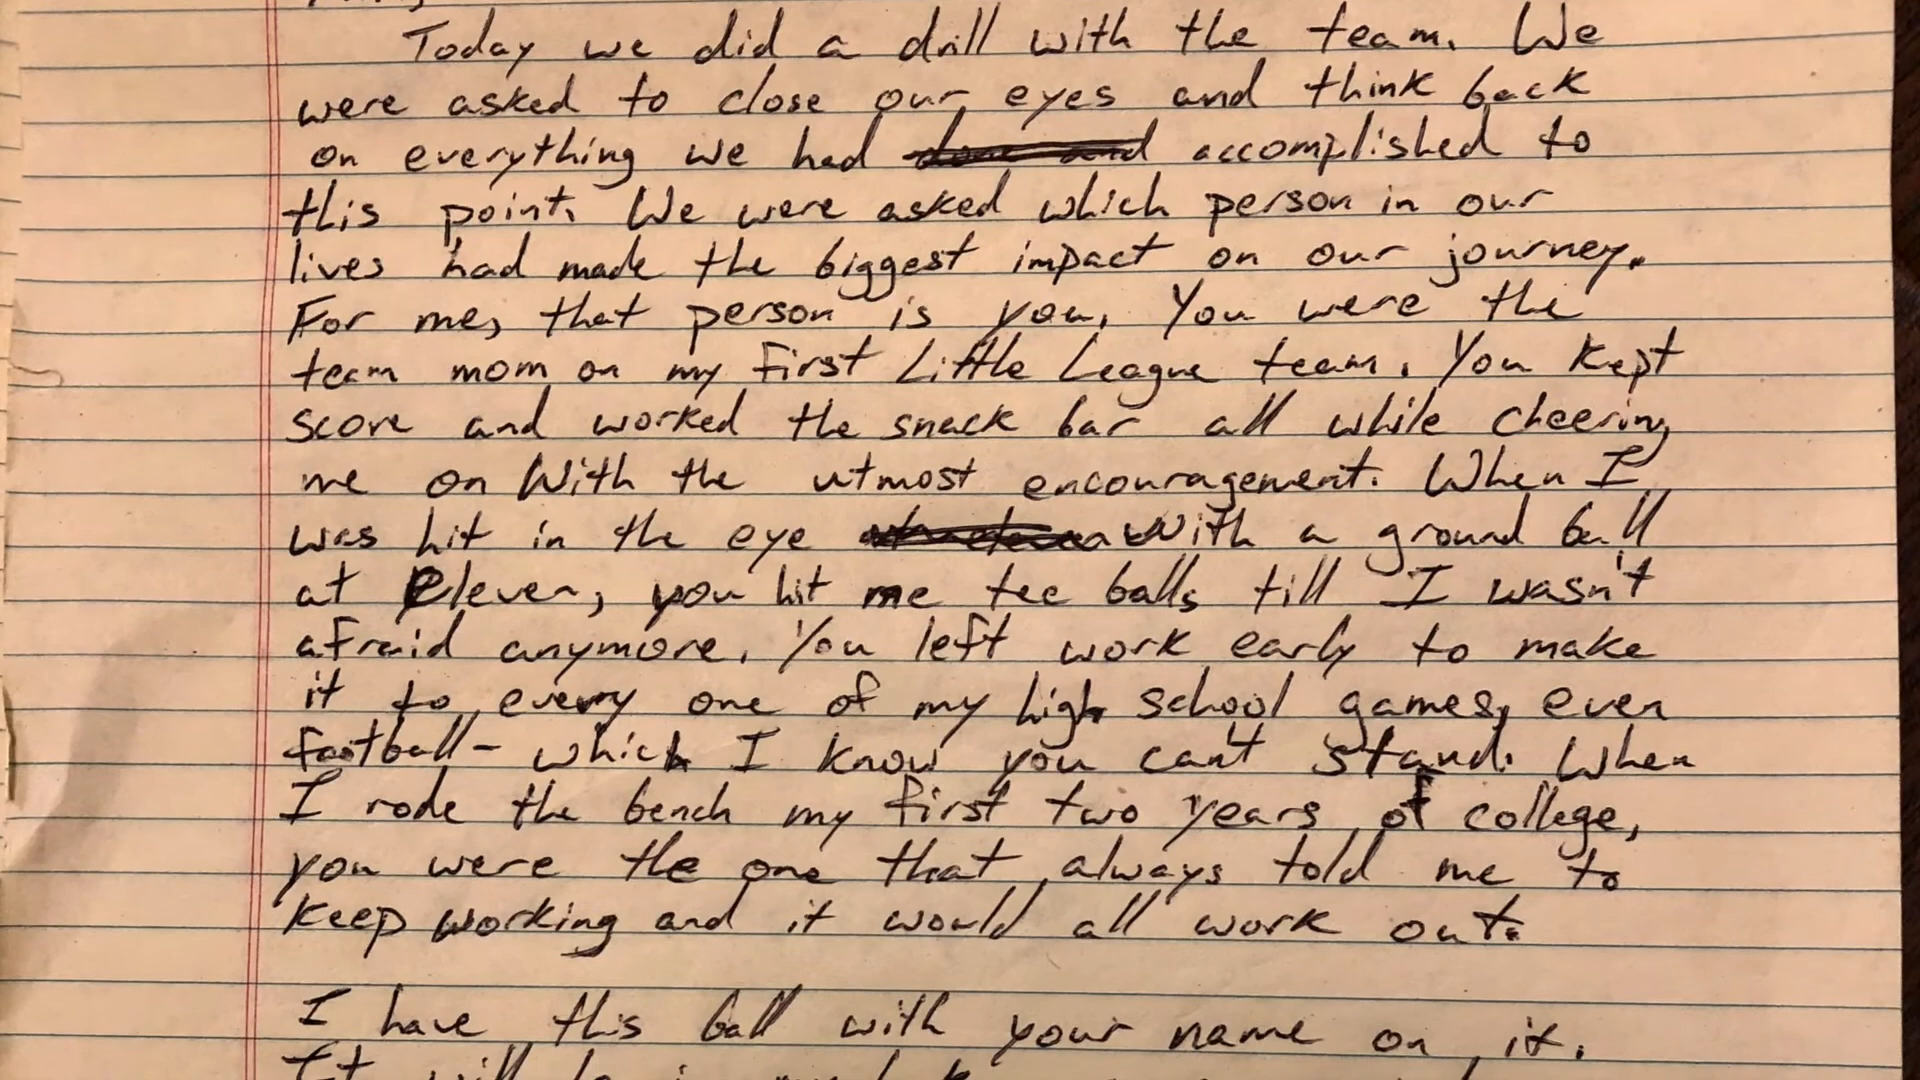 Today we did a drill with the team. We
were asked to close our eyes and think back
on everything we had accomplished to
this point. We were asked which person in our
lives had made the biggest impact on our journey.
For me, that person is you. You were the
team mom on my first Little League team. You kept
score and worked the snack bar all while cheering
me on With the utmost encouragement. When I
was hit in the eye With a ground ball
at Eleven, you hit me tee balls till I wasn't
afraid anymore. You left work early to make
it to every one of my high school games, even
football - which I know you can't stand. When
I rode the bench my first two years of college,
you were the one that always told me to
keep working and it would all work out.
I have this ball with your name on it.
It will